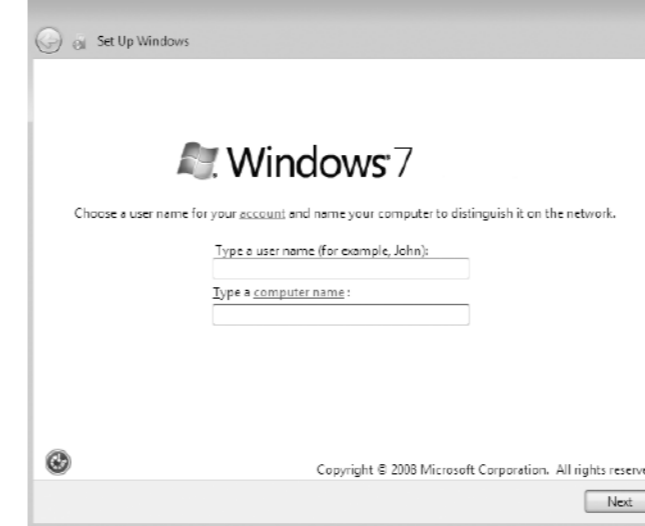 Set Up Windows
Windows 7
Choose a user name for your account and name your computer to distinguish it on the network.
Type a user name (for example, John):
Type a computer name :
Copyright © 2008 Microsoft Corporation. All rights reserve
Next